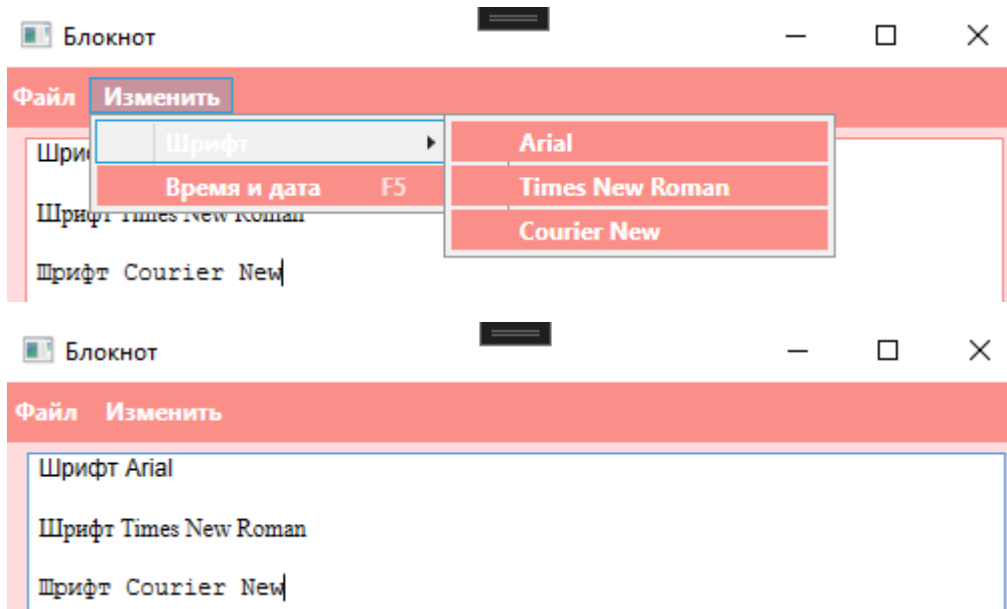 Блокнот
Файл Изменить
Шрифт Arial
Время и дата F5 Times New Roman
Courier New
Шрифт Times New Roman
Шрифт Courier New
Блокнот
Файл Изменить
Шрифт Arial
Шрифт Times New Roman
Шрифт Courier New